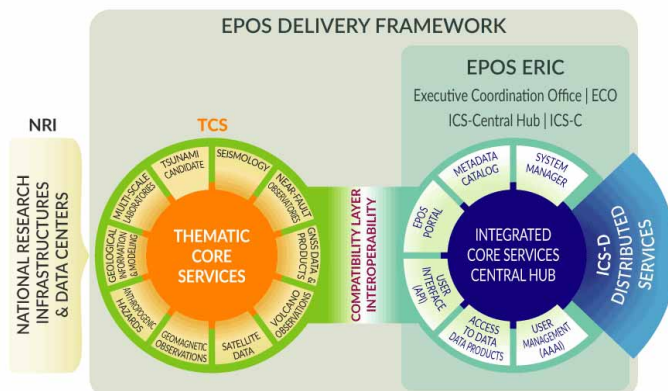 EPOS DELIVERY FRAMEWORK
EPOS ERIC
Executive Coordination Office | ECO
ICS-Central Hub | ICS-C
NRI
NATIONAL RESEARCH
INFRASTRUCTURES
& DATA CENTERS
TCS
TSUNAMI
CANDIDATE
SEISMOLOGY
NEAR-FAULT
OBSERVATORIES
GNSS DATA &
PRODUCTS
VOLCANO
OBSERVATIONS
SATELLITE
DATA
GEOMAGNETIC
OBSERVATIONS
ANTHROPOGENIC
HAZARDS
GEOLOGICAL
INFORMATION
& MODELING
MULTI-SCALE
LABORATORIES
THEMATIC
CORE
SERVICES
COMPATIBILITY LAYER
INTEROPERABILITY
METADATA
CATALOG
SYSTEM
MANAGER
EPOS
PORTAL
USER
INTERFACE
(API)
ACCESS
TO DATA
DATA PRODUCTS
USER
MANAGEMENT
(AAAI)
INTEGRATED
CORE SERVICES
CENTRAL HUB
ICS-D
DISTRIBUTED
SERVICES